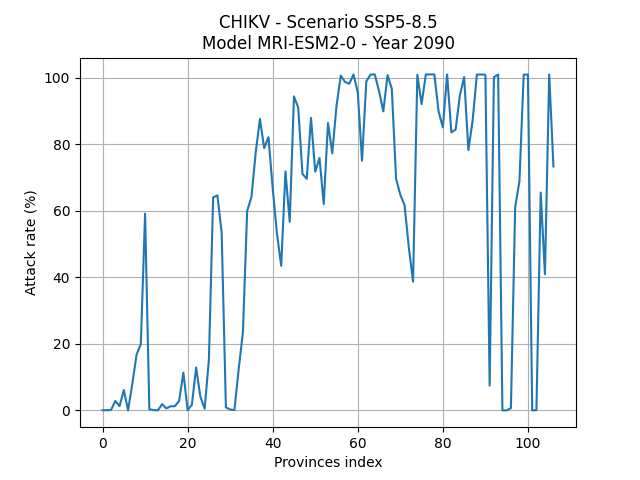 CHIKV - Scenario SSP5-8.5
Model MRI-ESM2-0 - Year 2090
Attack rate (%)
100
80
60
40
20
0
0 20 40 60 80 100
Provinces index